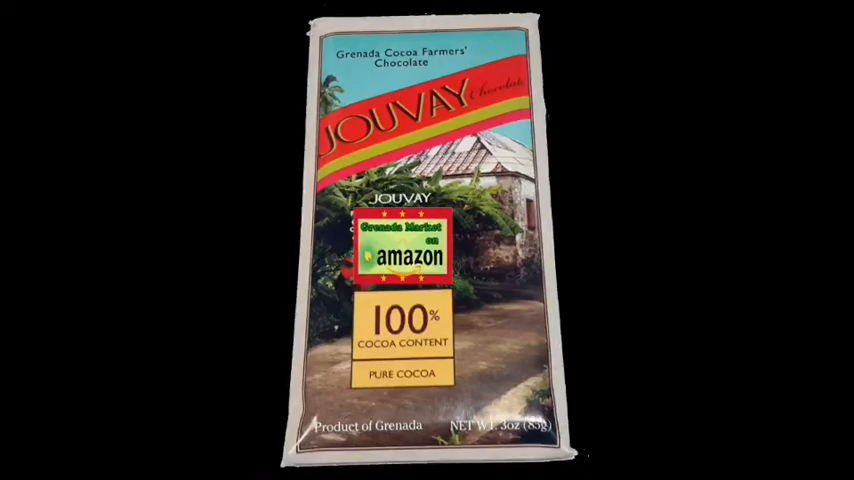 Grenada Cocoa Farmers'
Chocolate
JOUVAY Chocolate
JOUVAY
Grenada Market
on
amazon
100%
COCOA CONTENT
PURE COCOA
Product of Grenada
NET WT. 3oz (85g)